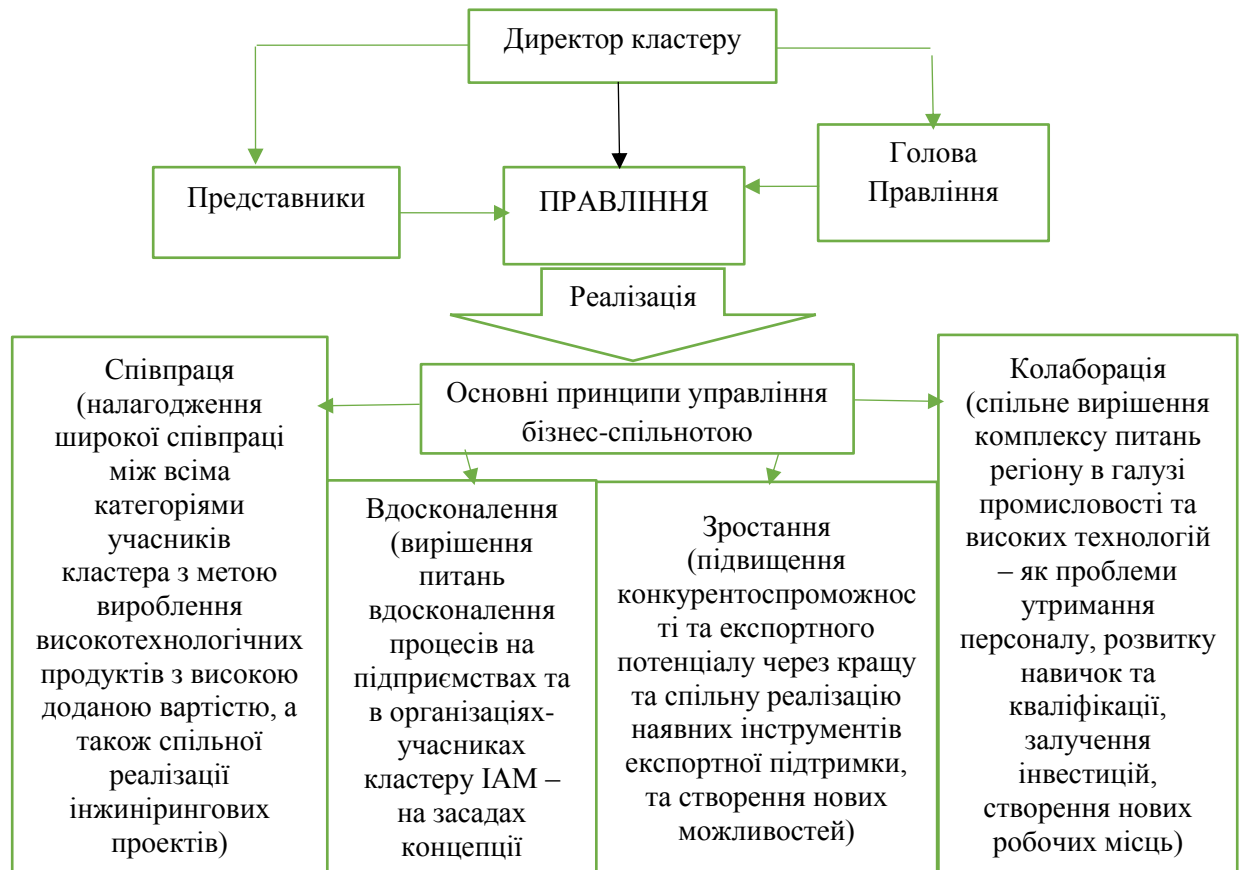 Директор кластеру
Представники
ПРАВЛІННЯ
Голова
Правління
Реалізація
Основні принципи управління
бізнес-спільнотою
Співпраця
(налагодження
широкої співпраці
між всіма
категоріями
учасників
кластера з метою
вироблення
високотехнологічних
продуктів з високою
доданою вартістю, а
також спільної
реалізації
інжинірингових
проектів)
Вдосконалення
(вирішення
питань
вдосконалення
процесів на
підприємствах та
в організаціях-
учасниках
кластеру ІАМ –
на засадах
концепції
Зростання
(підвищення
конкурентоспроможнос
ті та експортного
потенціалу через кращу
та спільну реалізацію
наявних інструментів
експортної підтримки,
та створення нових
можливостей)
Колаборація
(спільне вирішення
комплексу питань
регіону в галузі
промисловості та
високих технологій
– як проблеми
утримання
персоналу, розвитку
навичок та
кваліфікації,
залучення
інвестицій,
створення нових
робочих місць)